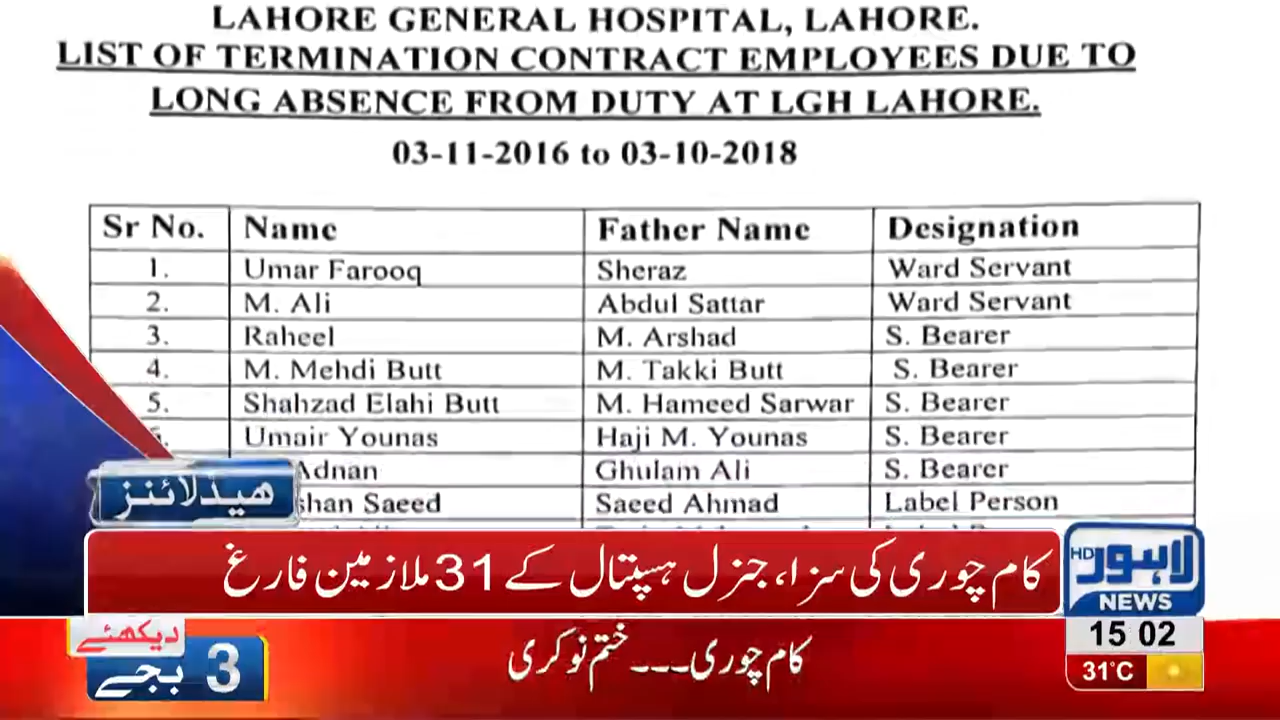 LAHORE GENERAL HOSPITAL, LAHORE.
LIST OF TERMINATION CONTRACT EMPLOYEES DUE TO
LONG ABSENCE FROM DUTY AT LGH LAHORE.
03-11-2016 to 03-10-2018
Sr No. Name Father Name Designation
1. Umar Farooq Sheraz Ward Servant
2. M. Ali Abdul Sattar Ward Servant
3. Raheel M. Arshad S. Bearer
4. M. Mehdi Butt M. Takki Butt S. Bearer
5. Shahzad Elahi Butt M. Hameed Sarwar S. Bearer
Umair Younas Haji M. Younas S. Bearer
Adnan Ghulam Ali S. Bearer
Saeed Saeed Ahmad Label Person
ھیڈلائنز
کام چوری کی سزا، جنرل ہسپتال کے 31 ملازمین فارغ
لاہور HD
NEWS
15 02
31°C
دیکھئے
3 بجے
کام چوری۔۔۔ ختم نوکری